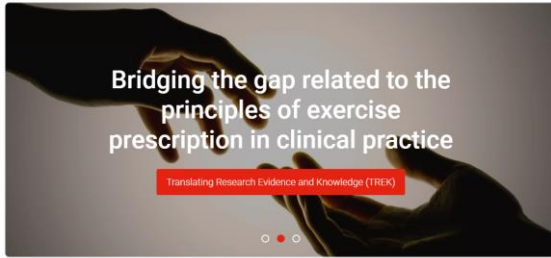 Bridging the gap related to the
principles of exercise
prescription in clinical practice
Translating Research Evidence and Knowledge (TREK)